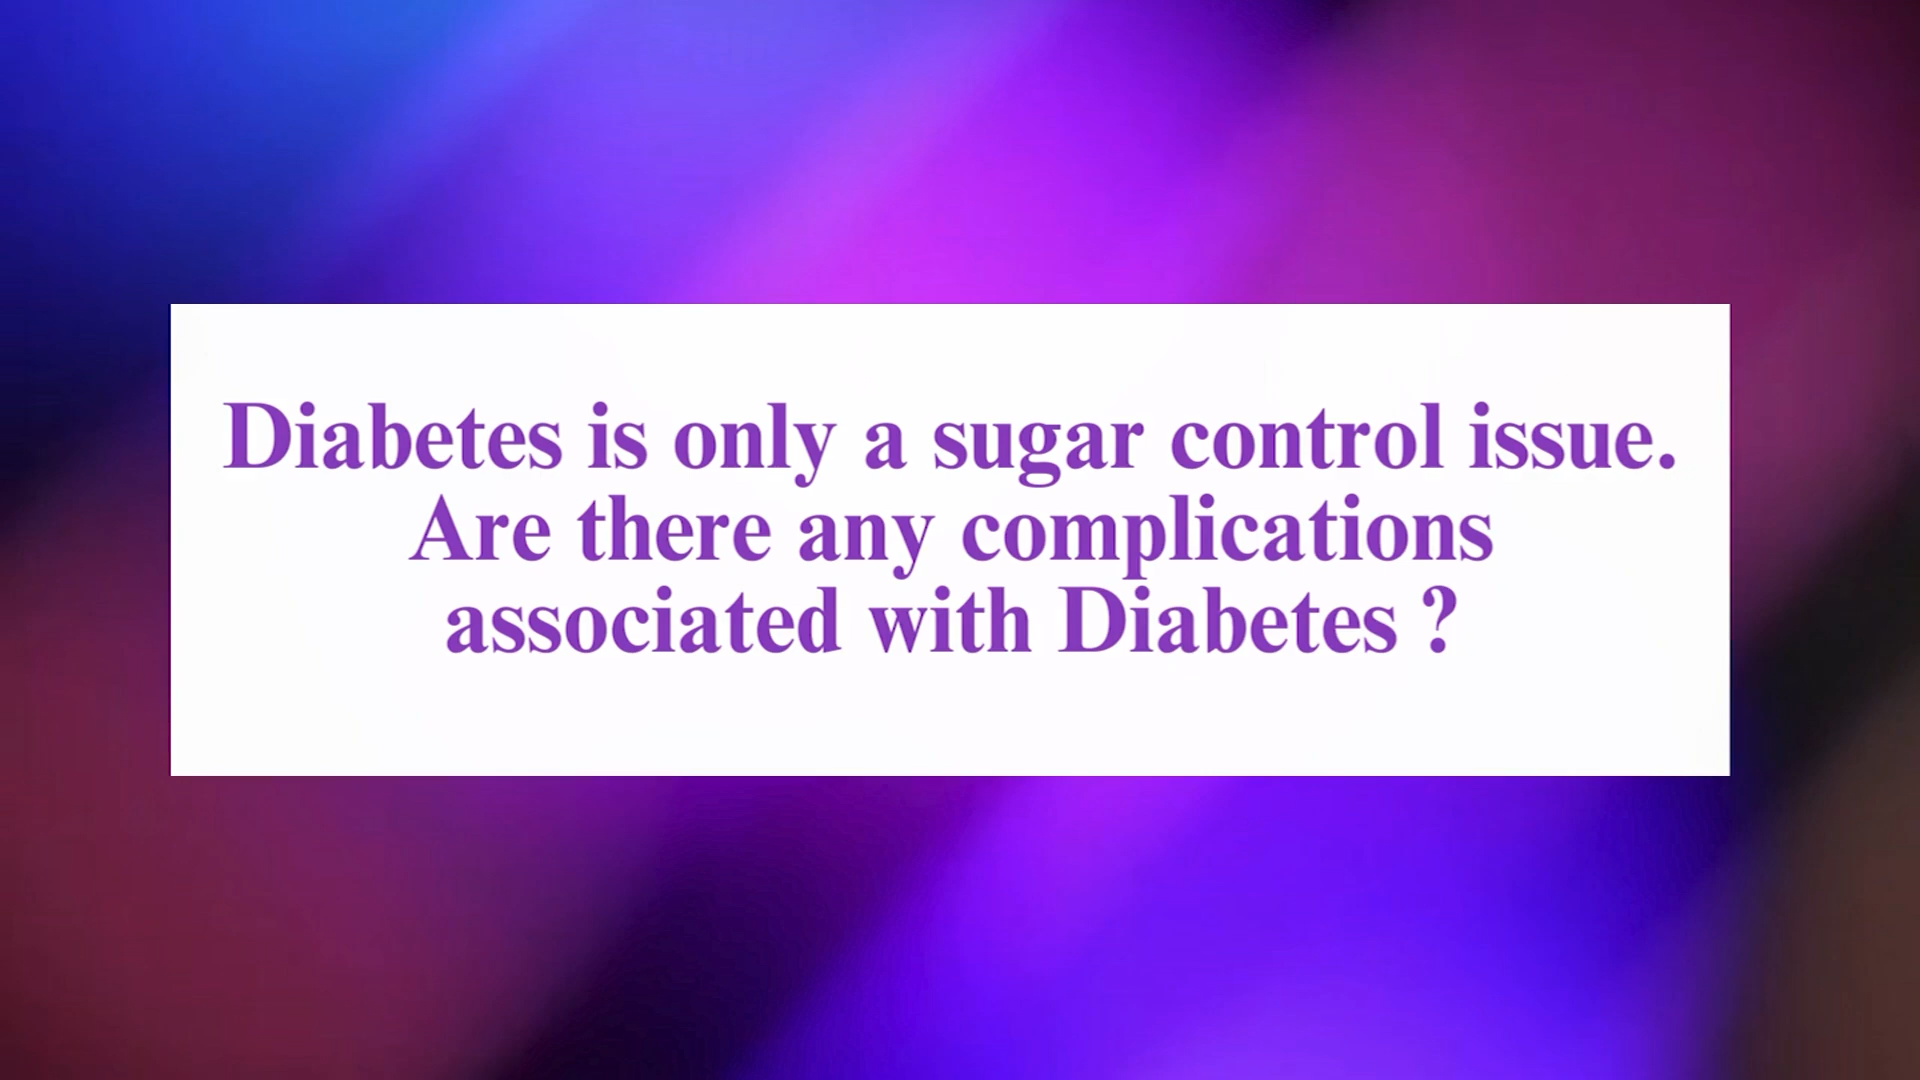 Diabetes is only a sugar control issue.
Are there any complications
associated with Diabetes ?